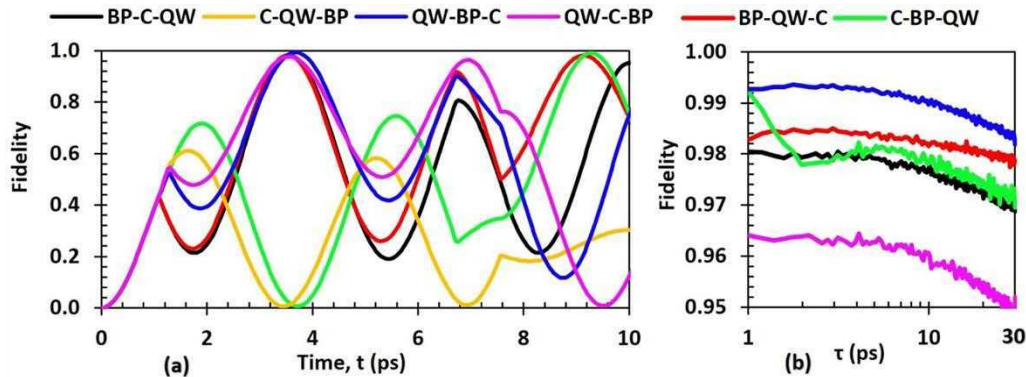 BP-C-QW C-QW-BP QW-BP-C QW-C-BP BP-QW-C C-BP-QW
1.0
0.8
0.6
0.4
0.2
0.0
Fidelity
0 2 4 6 8 10
(a) Time, t (ps)
1.00
0.99
0.98
0.97
0.96
0.95
Fidelity
1 10 30
(b) τ (ps)